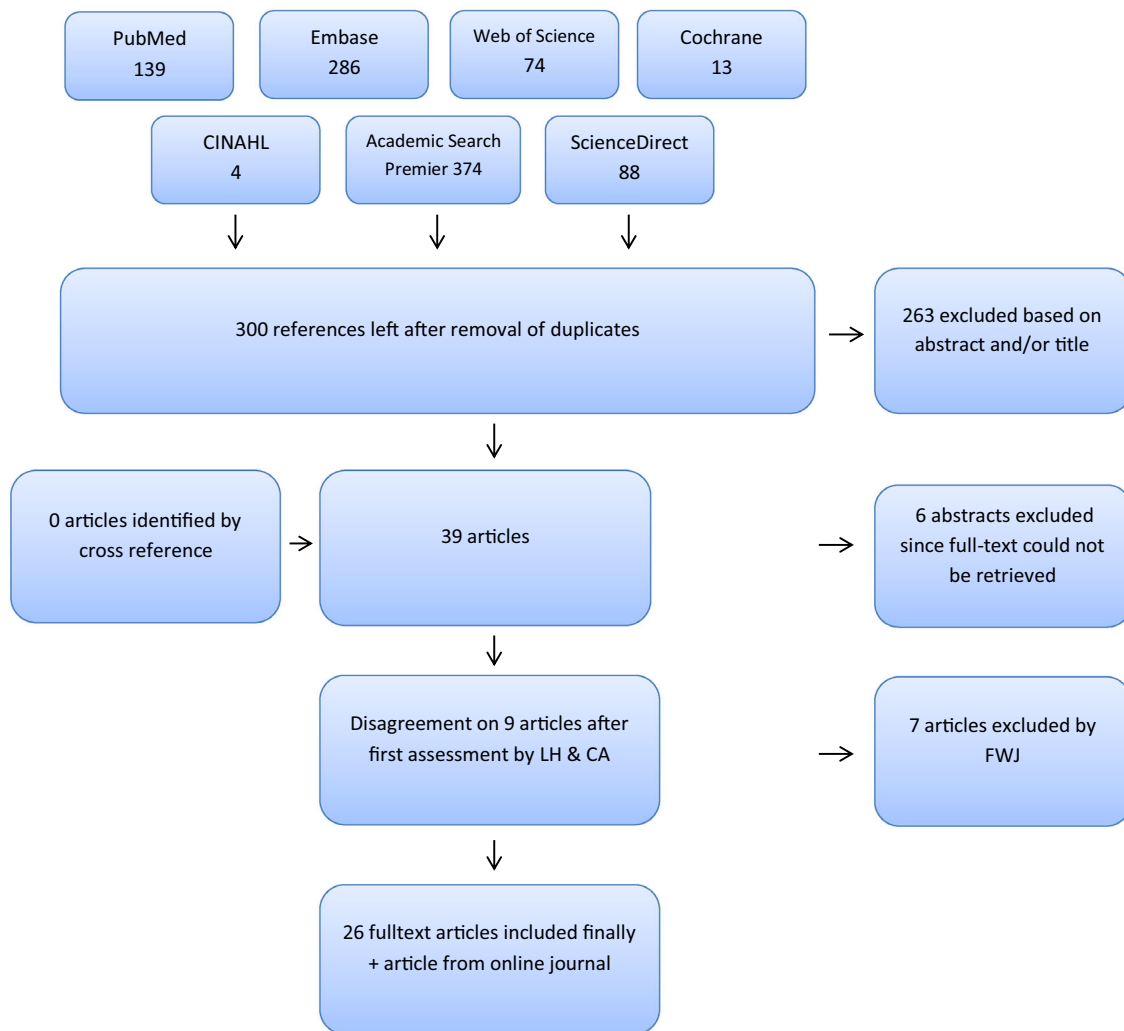 PubMed
139
Embase
286
Web of Science
74
Cochrane
13
CINAHL
4
Academic Search
Premier 374
ScienceDirect
88
300 references left after removal of duplicates
263 excluded based on
abstract and/or title
0 articles identified by
cross reference
39 articles
6 abstracts excluded
since full-text could not
be retrieved
Disagreement on 9 articles after
first assessment by LH & CA
7 articles excluded by
FWJ
26 fulltext articles included finally
+ article from online journal